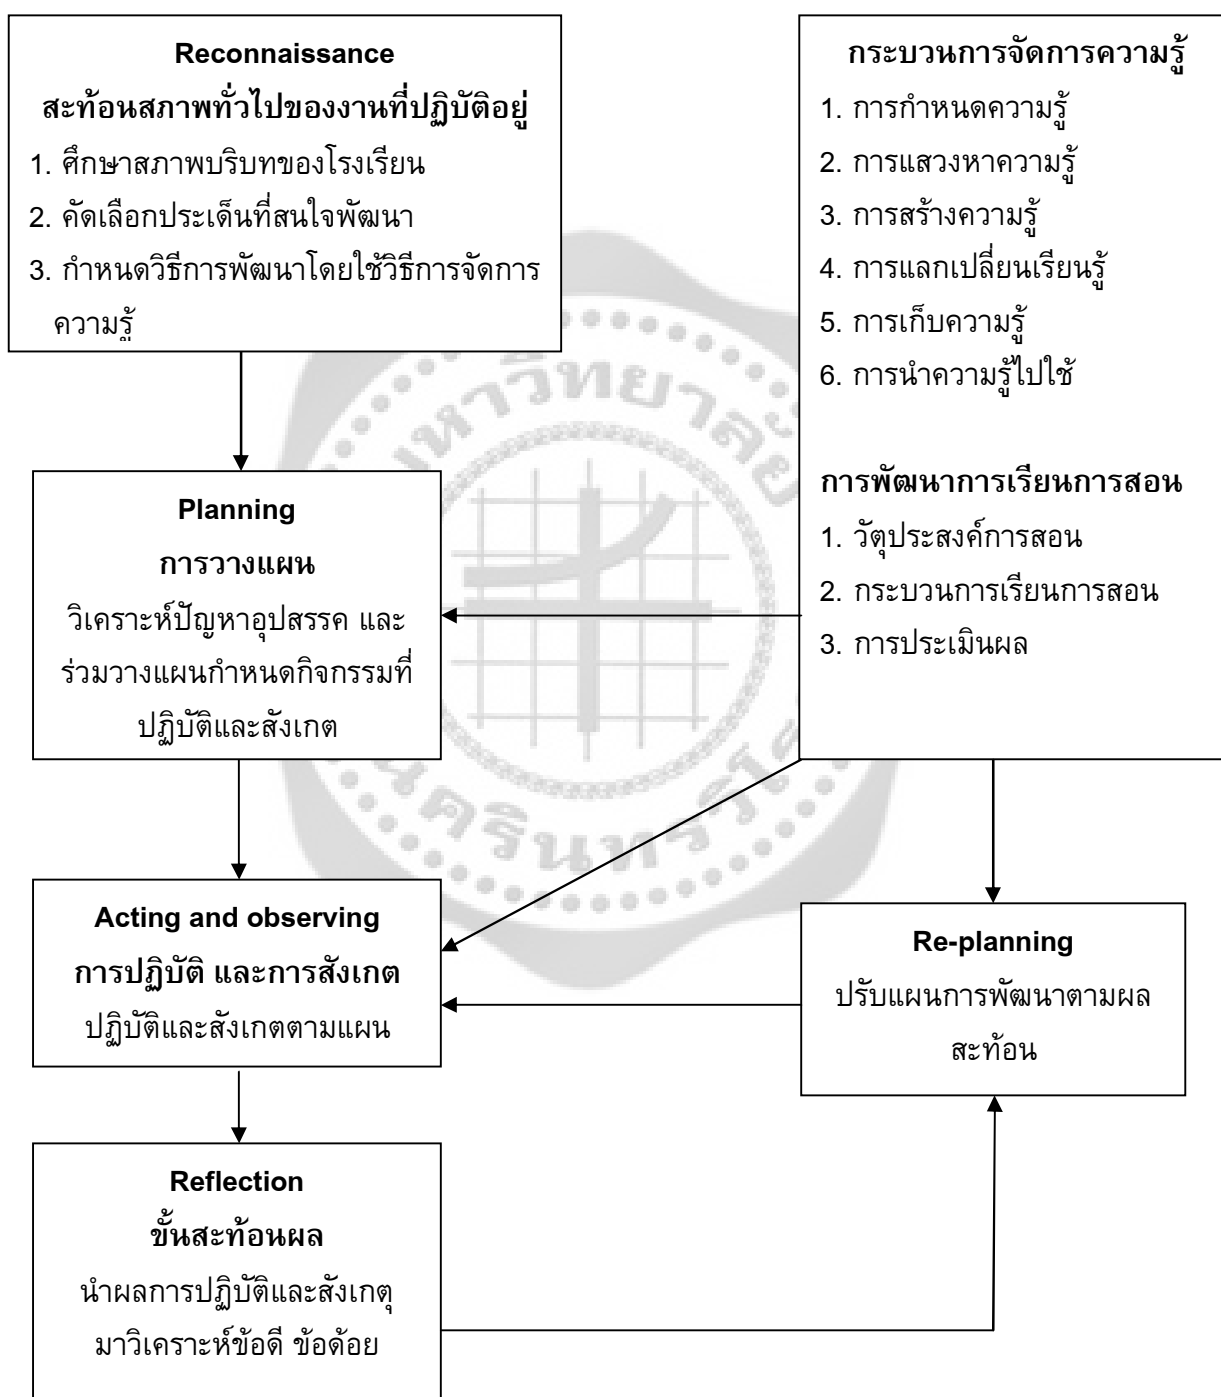 Reconnaissance
สะท้อนสภาพทั่วไปของงานที่ปฏิบัติอยู่
1. ศึกษาสภาพบริบทของโรงเรียน
2. คัดเลือกประเด็นที่สนใจพัฒนา
3. กำหนดวิธีการพัฒนาโดยใช้วิธีการจัดการ
ความรู้
กระบวนการจัดการความรู้
1. การกำหนดความรู้
2. การแสวงหาความรู้
3. การสร้างความรู้
4. การแลกเปลี่ยนเรียนรู้
5. การเก็บความรู้
6. การนำความรู้ไปใช้
การพัฒนาการเรียนการสอน
1. วัตุประสงค์การสอน
2. กระบวนการเรียนการสอน
3. การประเมินผล
Planning
การวางแผน
วิเคราะห์ปัญหาอุปสรรค และ
ร่วมวางแผนกำหนดกิจกรรมที่
ปฏิบัติและสังเกต
Acting and observing
การปฏิบัติ และการสังเกต
ปฏิบัติและสังเกตตามแผน
Re-planning
ปรับแผนการพัฒนาตามผล
สะท้อน
Reflection
ขั้นสะท้อนผล
นำผลการปฏิบัติและสังเกตุ
มาวิเคราะห์ข้อดี ข้อด้อย